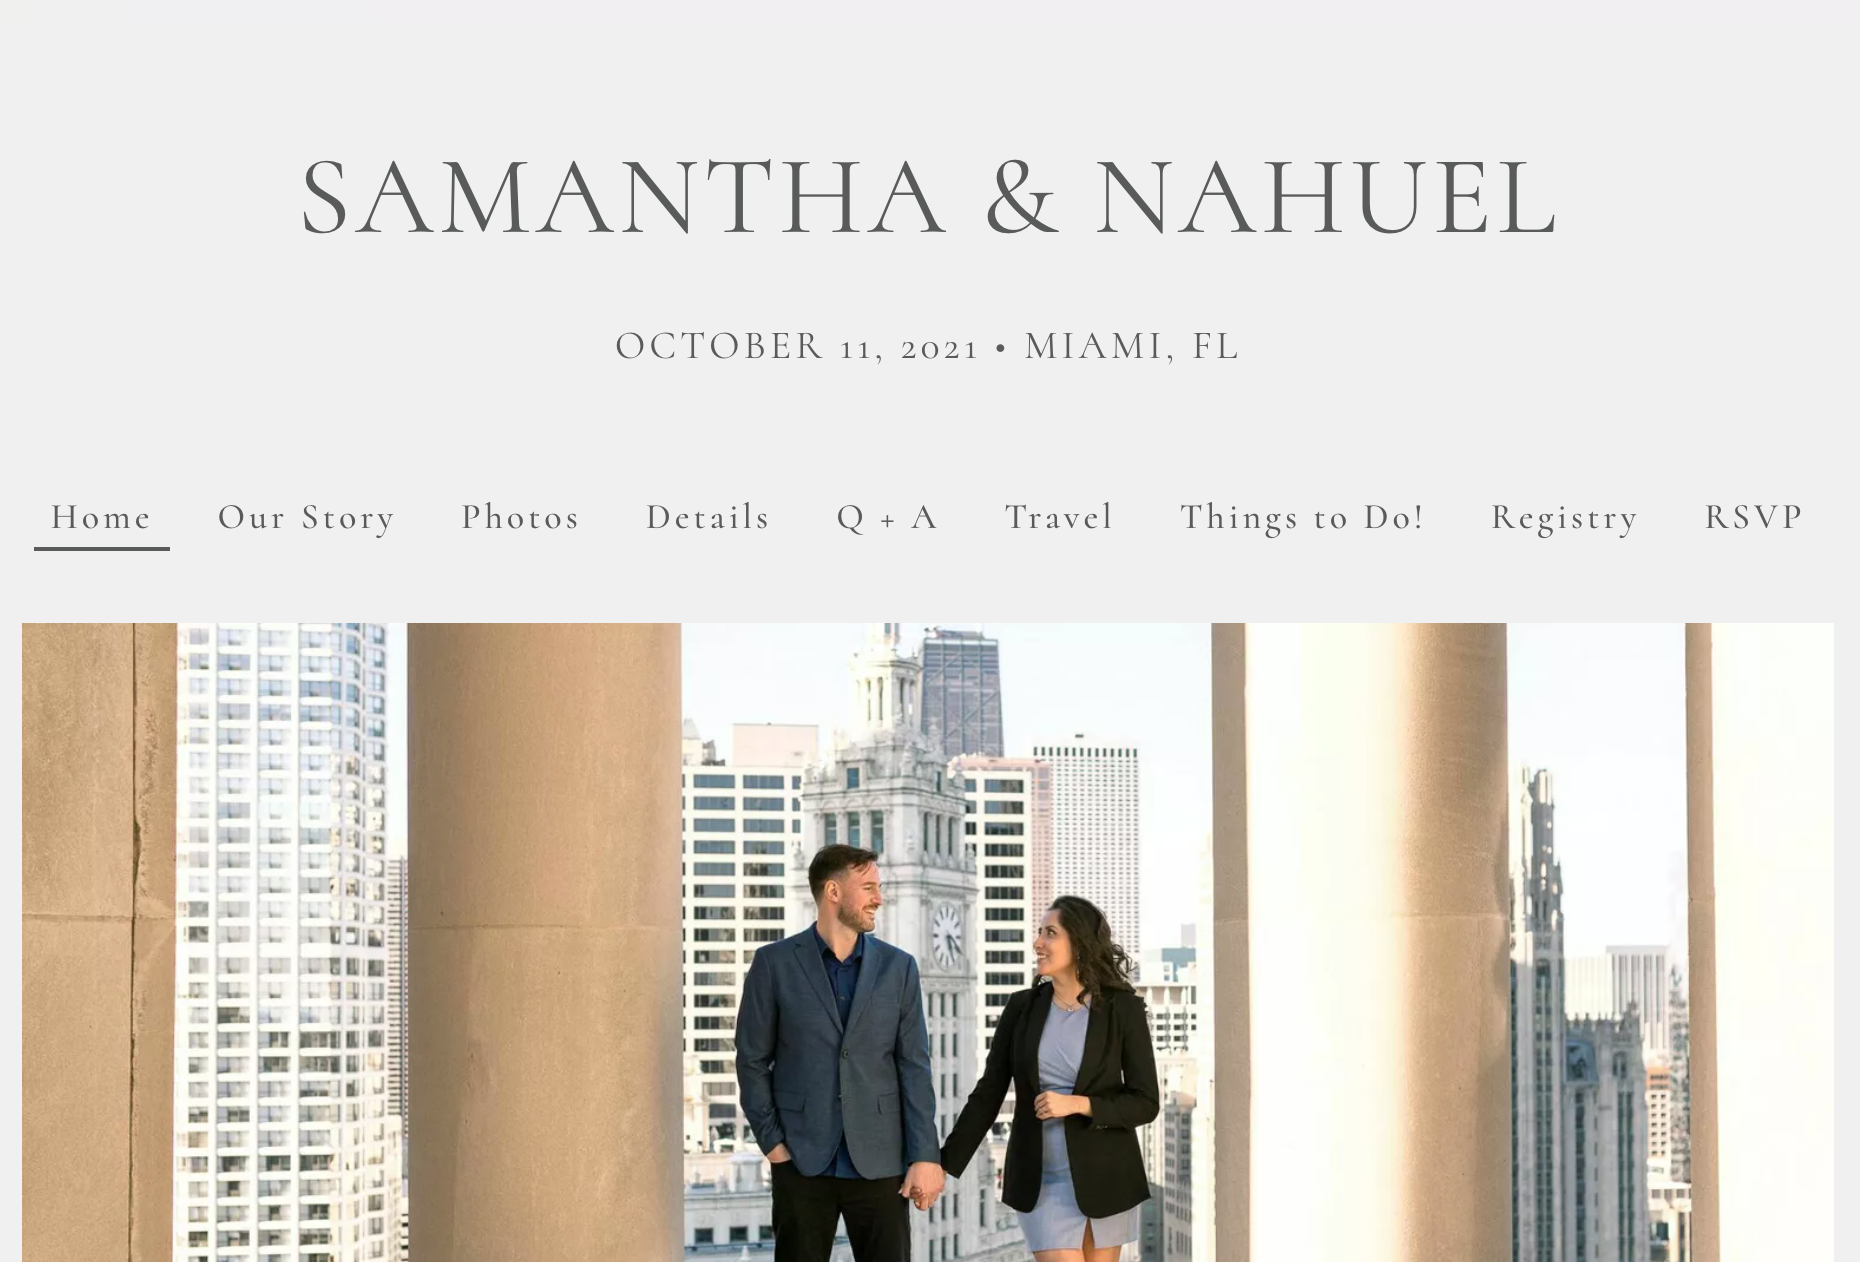 SAMANTHA & NAHUEL
OCTOBER 11, 2021 • MIAMI, FL
Home Our Story Photos Details Q + A Travel Things to Do! Registry RSVP